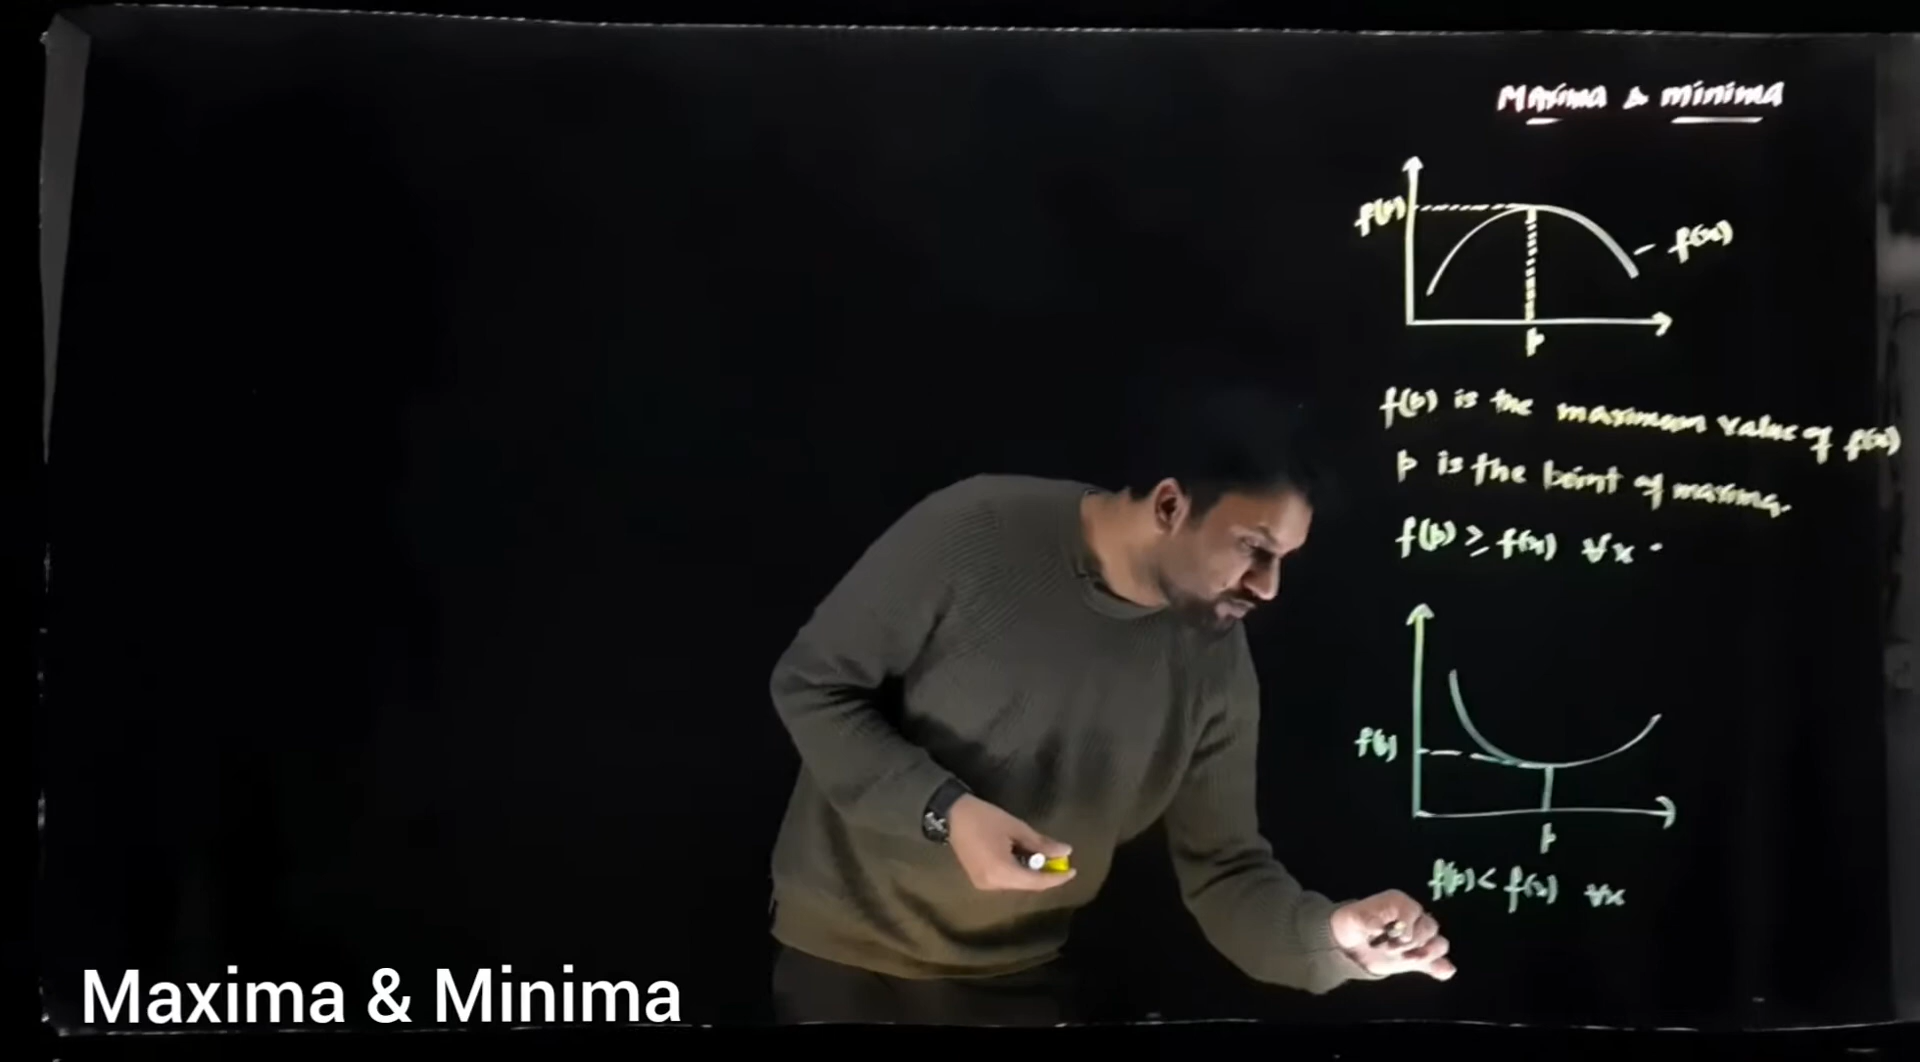 Maxima & minima
f(p)
f(x)
p
f(p) is the maximum value of f(x)
p is the point of maxima.
f(p) ≥ f(x) ∀x
f(p)
p
f(p) < f(x) ∀x
Maxima & Minima